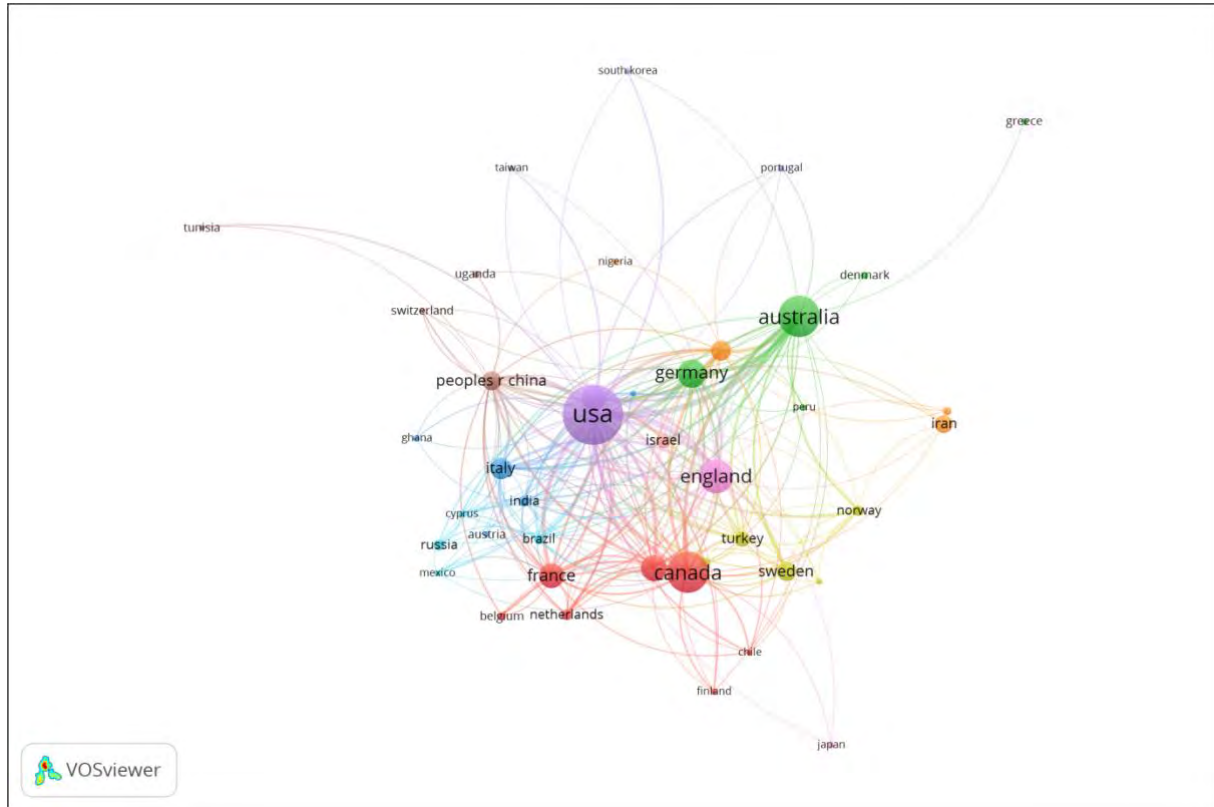 south korea
greece
taiwan
portugal
tunisia
nigeria
uganda
denmark
switzerland
australia
germany
peoples r china
peru
usa
iran
ghana
israel
italy
england
india
norway
cyprus
austria
brazil
turkey
russia
mexico
france
canada
sweden
belgium
netherlands
chile
finland
japan
VOSviewer